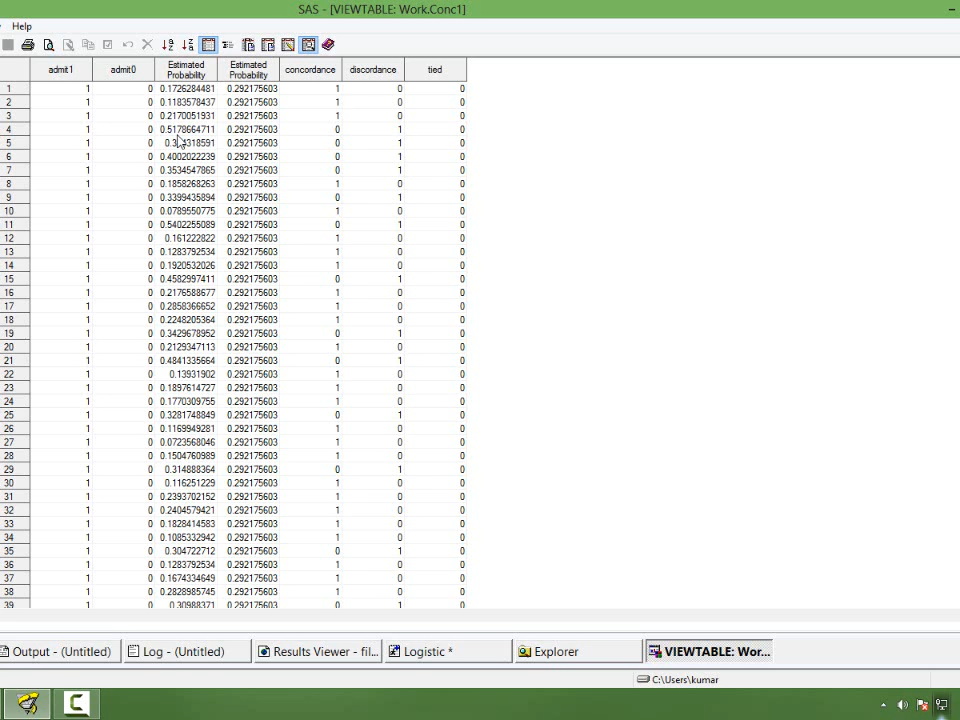 SAS - [VIEWTABLE: Work.Conc1]
Help
admit1 admit0 Estimated Probability Estimated Probability concordance discordance tied
1 1 0 0.1726284481 0.292175603 1 0 0
2 1 0 0.1183578437 0.292175603 1 0 0
3 1 0 0.2170051931 0.292175603 1 0 0
4 1 0 0.5178664711 0.292175603 0 1 0
5 1 0 0.292175603 0 1 0
6 1 0 0.4002022239 0.292175603 0 1 0
7 1 0 0.3534547865 0.292175603 0 1 0
8 1 0 0.1858268263 0.292175603 1 0 0
9 1 0 0.3399435894 0.292175603 0 1 0
10 1 0 0.0789550775 0.292175603 1 0 0
11 1 0 0.5402255089 0.292175603 0 1 0
12 1 0 0.161222822 0.292175603 1 0 0
13 1 0 0.1283792534 0.292175603 1 0 0
14 1 0 0.1920532026 0.292175603 1 0 0
15 1 0 0.4582997411 0.292175603 0 1 0
16 1 0 0.2176588677 0.292175603 1 0 0
17 1 0 0.2858366652 0.292175603 1 0 0
18 1 0 0.2248205364 0.292175603 1 0 0
19 1 0 0.3429678952 0.292175603 0 1 0
20 1 0 0.2129347113 0.292175603 1 0 0
21 1 0 0.4841335664 0.292175603 0 1 0
22 1 0 0.13931902 0.292175603 1 0 0
23 1 0 0.1897614727 0.292175603 1 0 0
24 1 0 0.1770309755 0.292175603 1 0 0
25 1 0 0.3281748849 0.292175603 0 1 0
26 1 0 0.1169949281 0.292175603 1 0 0
27 1 0 0.0723568046 0.292175603 1 0 0
28 1 0 0.1504760989 0.292175603 1 0 0
29 1 0 0.314888364 0.292175603 0 1 0
30 1 0 0.116251229 0.292175603 1 0 0
31 1 0 0.2393702152 0.292175603 1 0 0
32 1 0 0.2404579421 0.292175603 1 0 0
33 1 0 0.1828414583 0.292175603 1 0 0
34 1 0 0.1085332942 0.292175603 1 0 0
35 1 0 0.304722712 0.292175603 0 1 0
36 1 0 0.1283792534 0.292175603 1 0 0
37 1 0 0.1674334649 0.292175603 1 0 0
38 1 0 0.2828985745 0.292175603 1 0 0
39 1 0 0.30988371 0.292175603 0 1 0
Output - (Untitled) Log - (Untitled) Results Viewer - fil... Logistic * Explorer VIEWTABLE: Wor...
C:\Users\kumar